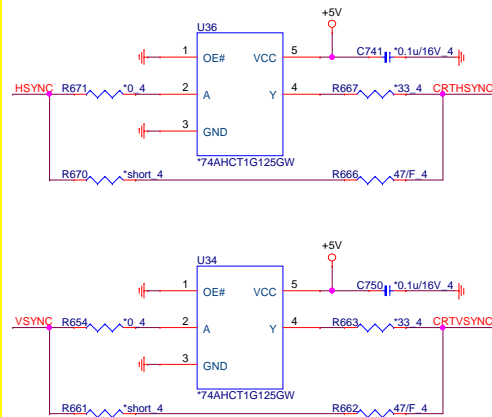 +5V
U36
C741 *0.1u/16V_4
1 OE# VCC 5
HSYNC R671 *0_4 2 A Y 4 R667 *33_4 CRTHSYNC
3 GND
*74AHCT1G125GW
R670 *short_4 R666 47/F_4
+5V
U34
C750 *0.1u/16V_4
1 OE# VCC 5
VSYNC R654 *0_4 2 A Y 4 R663 *33_4 CRTVSYNC
3 GND
*74AHCT1G125GW
R661 *short_4 R662 47/F_4